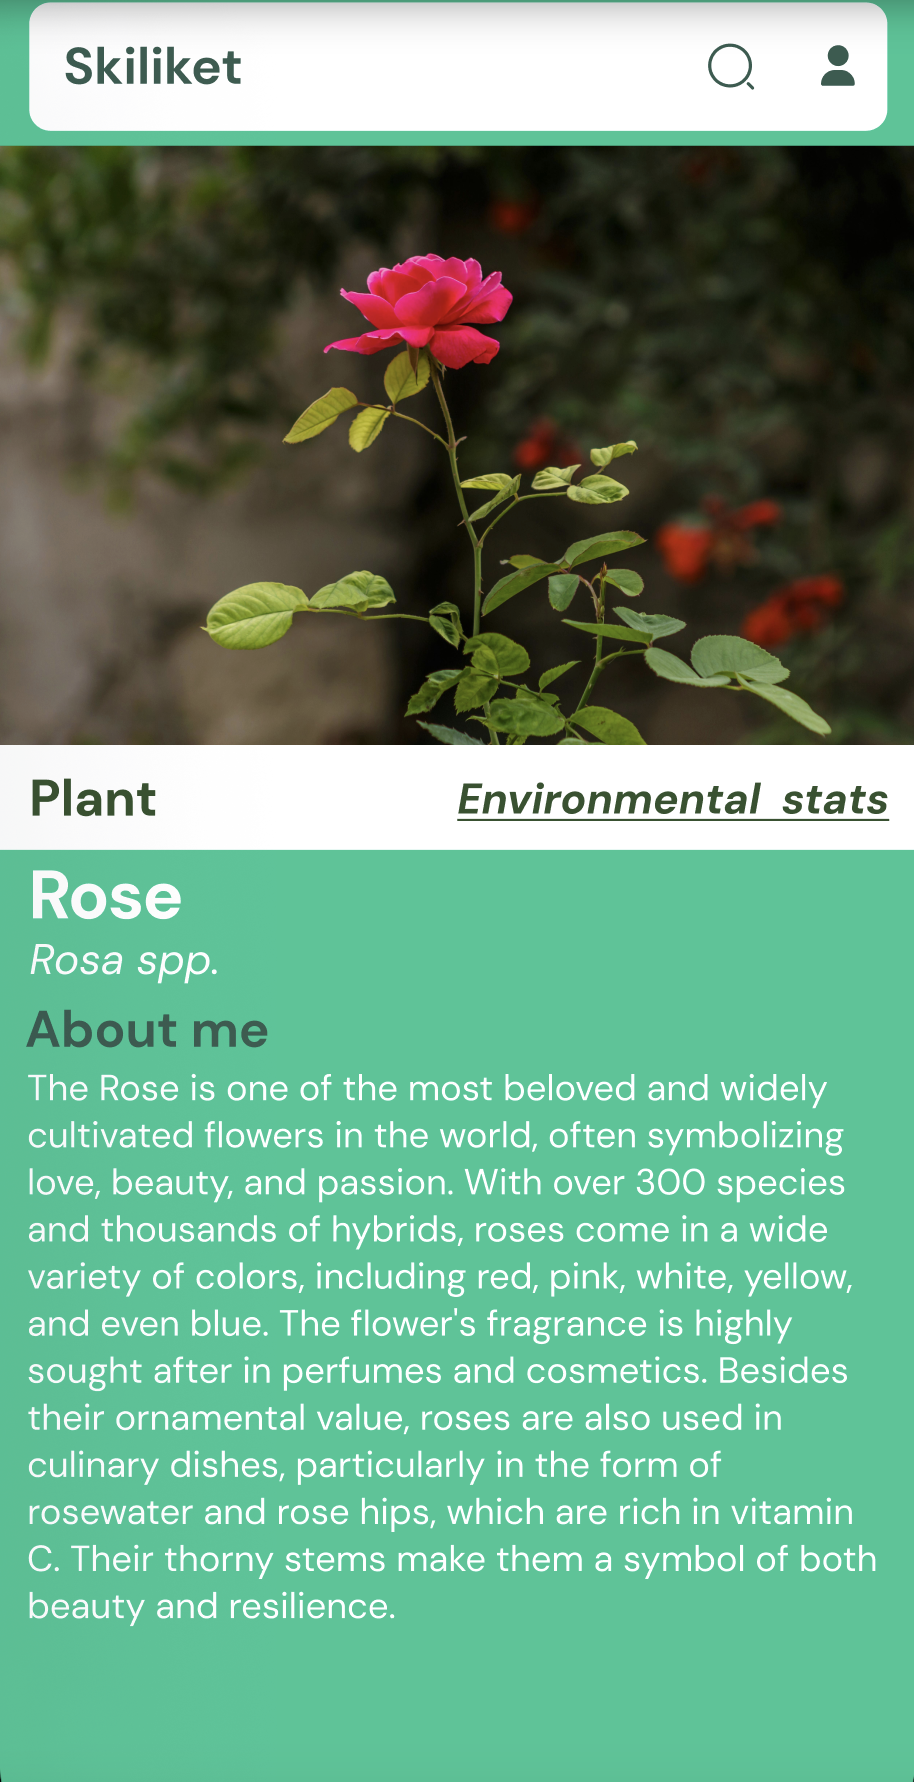 Skiliket
Plant
Environmental stats
Rose
Rosa spp.
About me
The Rose is one of the most beloved and widely
cultivated flowers in the world, often symbolizing
love, beauty, and passion. With over 300 species
and thousands of hybrids, roses come in a wide
variety of colors, including red, pink, white, yellow,
and even blue. The flower's fragrance is highly
sought after in perfumes and cosmetics. Besides
their ornamental value, roses are also used in
culinary dishes, particularly in the form of
rosewater and rose hips, which are rich in vitamin
C. Their thorny stems make them a symbol of both
beauty and resilience.